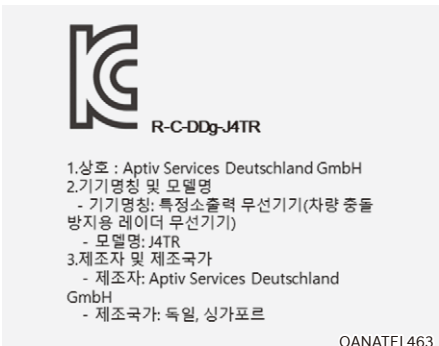 R-C-DDg-J4TR
1.상호 : Aptiv Services Deutschland GmbH
2.기기명칭 및 모델명
- 기기명칭: 특정소출력 무선기기(차량 충돌
방지용 레이더 무선기기)
- 모델명: J4TR
3.제조자 및 제조국가
- 제조자: Aptiv Services Deutschland
GmbH
- 제조국가: 독일, 싱가포르
OANATEL463